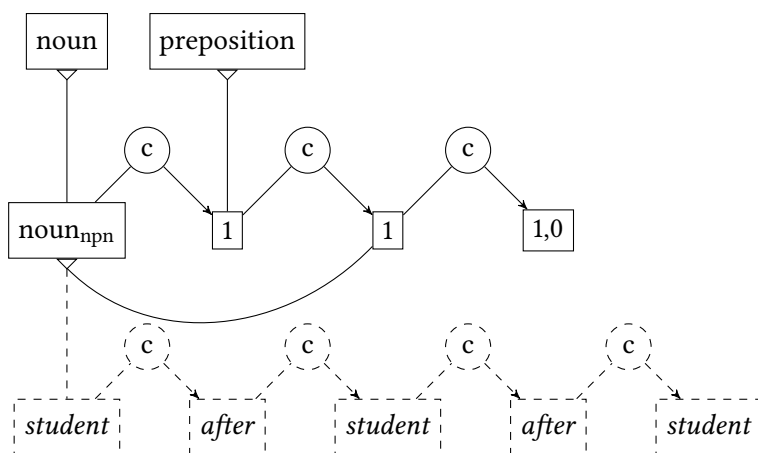 noun preposition
c c c
noun_npn 1 1 1,0
c c c c
student after student after student